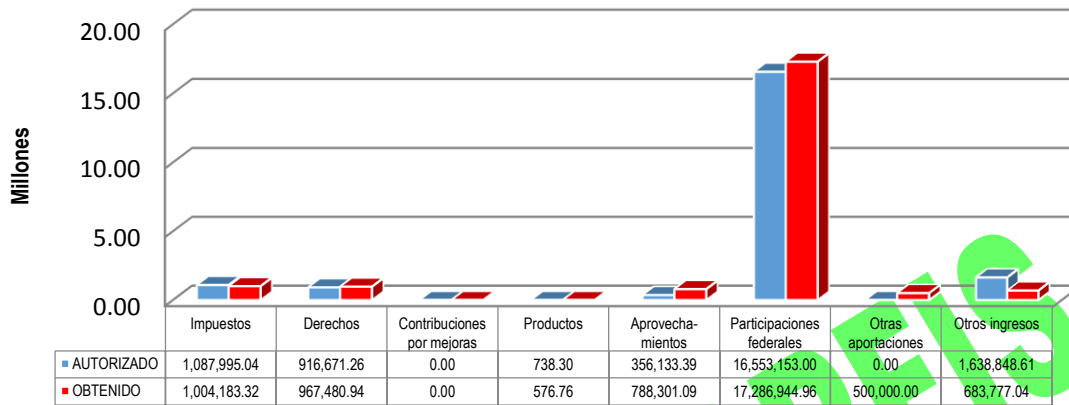 20.00
15.00
10.00
5.00
0.00
Millones
Impuestos Derechos Contribuciones por mejoras Productos Aprovecha-mientos Participaciones federales Otras aportaciones Otros ingresos
AUTORIZADO 1,087,995.04 916,671.26 0.00 738.30 356,133.39 16,553,153.00 0.00 1,638,848.61
OBTENIDO 1,004,183.32 967,480.94 0.00 576.76 788,301.09 17,286,944.96 500,000.00 683,777.04